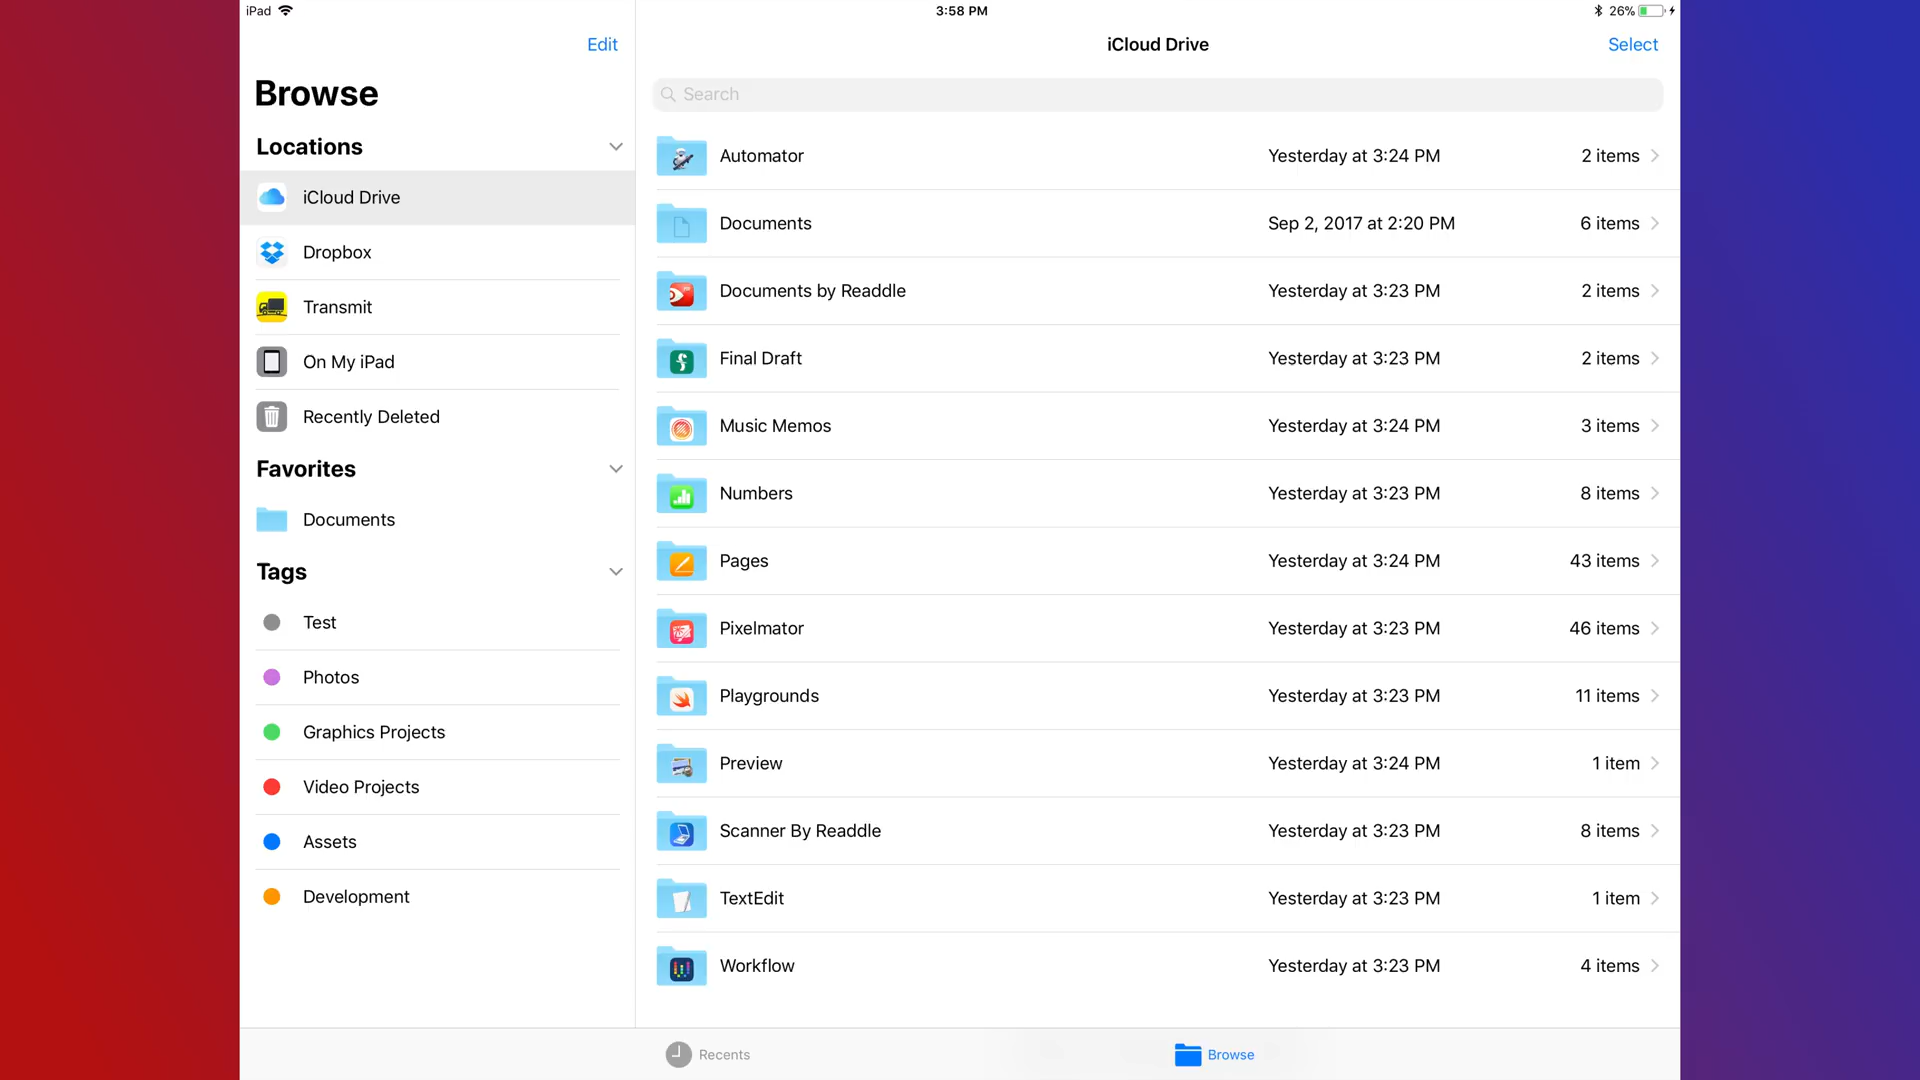 iPad
3:58 PM
26%
Edit
iCloud Drive
Select
Browse
Search
Locations
iCloud Drive
Dropbox
Transmit
On My iPad
Recently Deleted
Favorites
Documents
Tags
Test
Photos
Graphics Projects
Video Projects
Assets
Development
Automator Yesterday at 3:24 PM 2 items
Documents Sep 2, 2017 at 2:20 PM 6 items
Documents by Readdle Yesterday at 3:23 PM 2 items
Final Draft Yesterday at 3:23 PM 2 items
Music Memos Yesterday at 3:24 PM 3 items
Numbers Yesterday at 3:23 PM 8 items
Pages Yesterday at 3:24 PM 43 items
Pixelmator Yesterday at 3:23 PM 46 items
Playgrounds Yesterday at 3:23 PM 11 items
Preview Yesterday at 3:24 PM 1 item
Scanner By Readdle Yesterday at 3:23 PM 8 items
TextEdit Yesterday at 3:23 PM 1 item
Workflow Yesterday at 3:23 PM 4 items
Recents
Browse